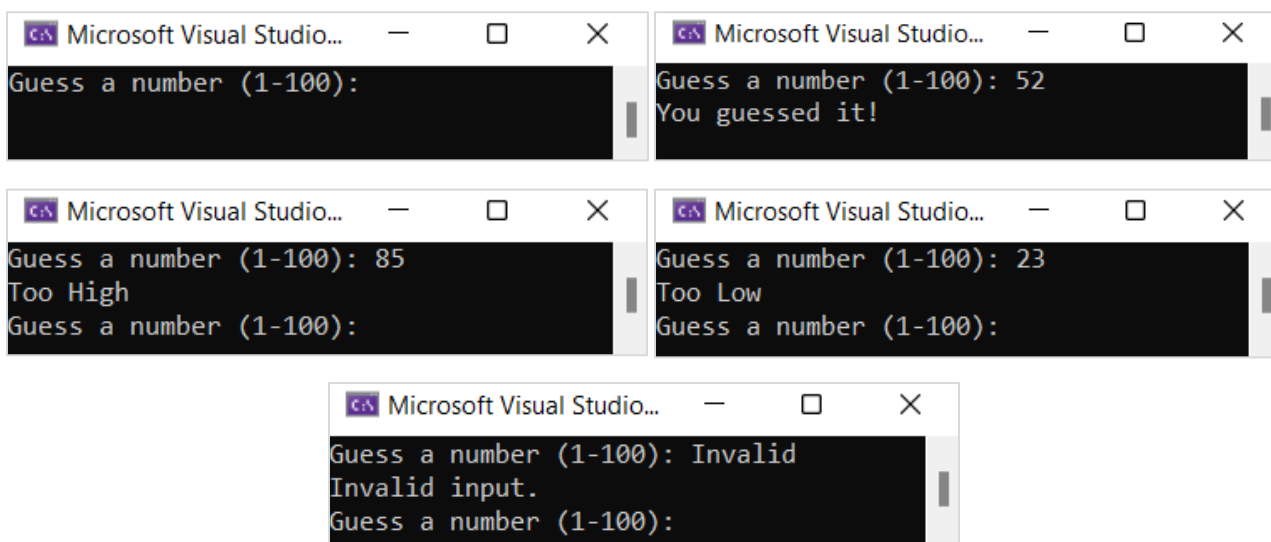 Microsoft Visual Studio...
Guess a number (1-100):
Microsoft Visual Studio...
Guess a number (1-100): 52
You guessed it!
Microsoft Visual Studio...
Guess a number (1-100): 85
Too High
Guess a number (1-100):
Microsoft Visual Studio...
Guess a number (1-100): 23
Too Low
Guess a number (1-100):
Microsoft Visual Studio...
Guess a number (1-100): Invalid
Invalid input.
Guess a number (1-100):